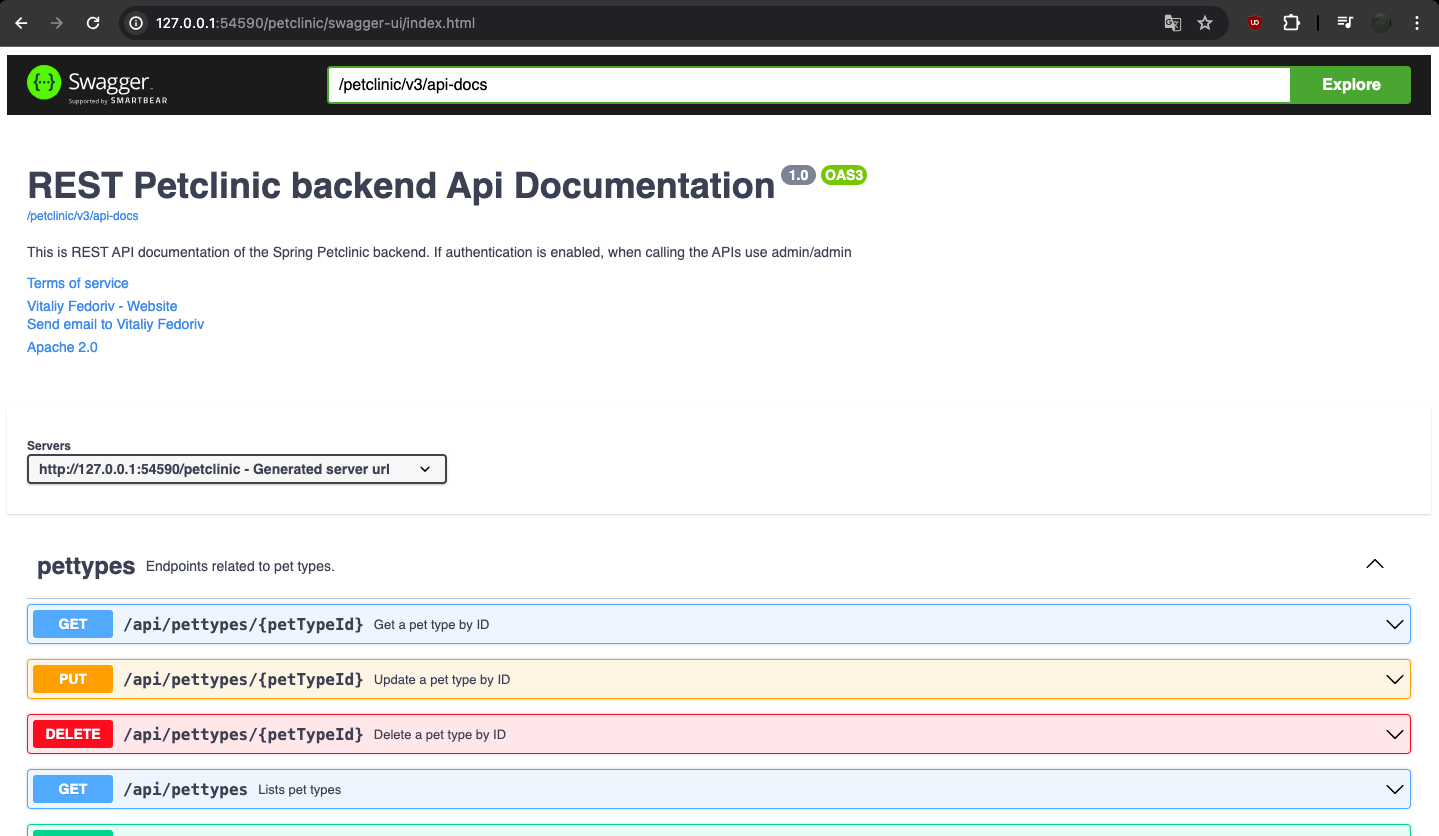 127.0.0.1:54590/petclinic/swagger-ui/index.html
Swagger
Supported by SMARTBEAR
/petclinic/v3/api-docs
Explore
REST Petclinic backend Api Documentation 1.0 OAS3
/petclinic/v3/api-docs
This is REST API documentation of the Spring Petclinic backend. If authentication is enabled, when calling the APIs use admin/admin
Terms of service
Vitaliy Fedoriv - Website
Send email to Vitaliy Fedoriv
Apache 2.0
Servers
http://127.0.0.1:54590/petclinic - Generated server url
pettypes Endpoints related to pet types.
GET /api/pettypes/{petTypeId} Get a pet type by ID
PUT /api/pettypes/{petTypeId} Update a pet type by ID
DELETE /api/pettypes/{petTypeId} Delete a pet type by ID
GET /api/pettypes Lists pet types